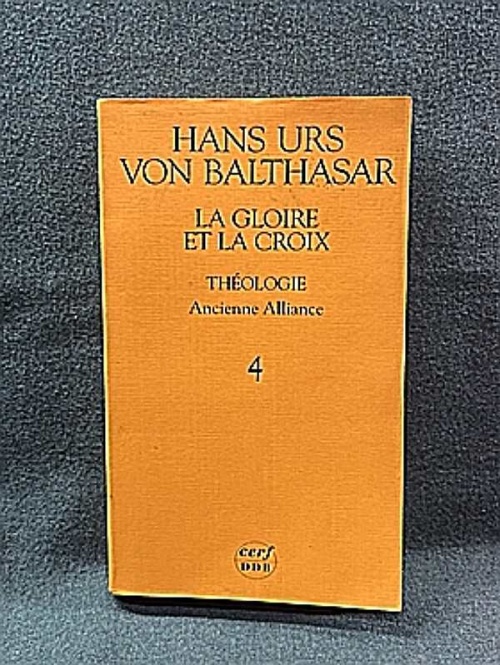 HANS URS
VON BALTHASAR
LA GLOIRE
ET LA CROIX
THÉOLOGIE
Ancienne Alliance
4
cerf
DDB